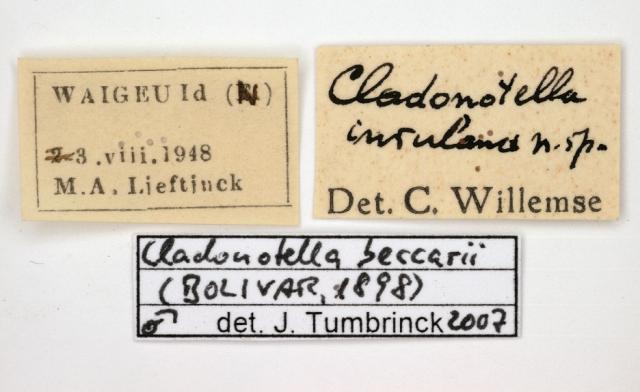 WAIGEU Id (N)
3.viii.1948
M.A. Lieftinck
Cladonotella
insulana n.sp.
Det. C. Willemse
Cladonotella beccarii
(BOLIVAR, 1898)
♂ det. J. Tumbrinck 2007